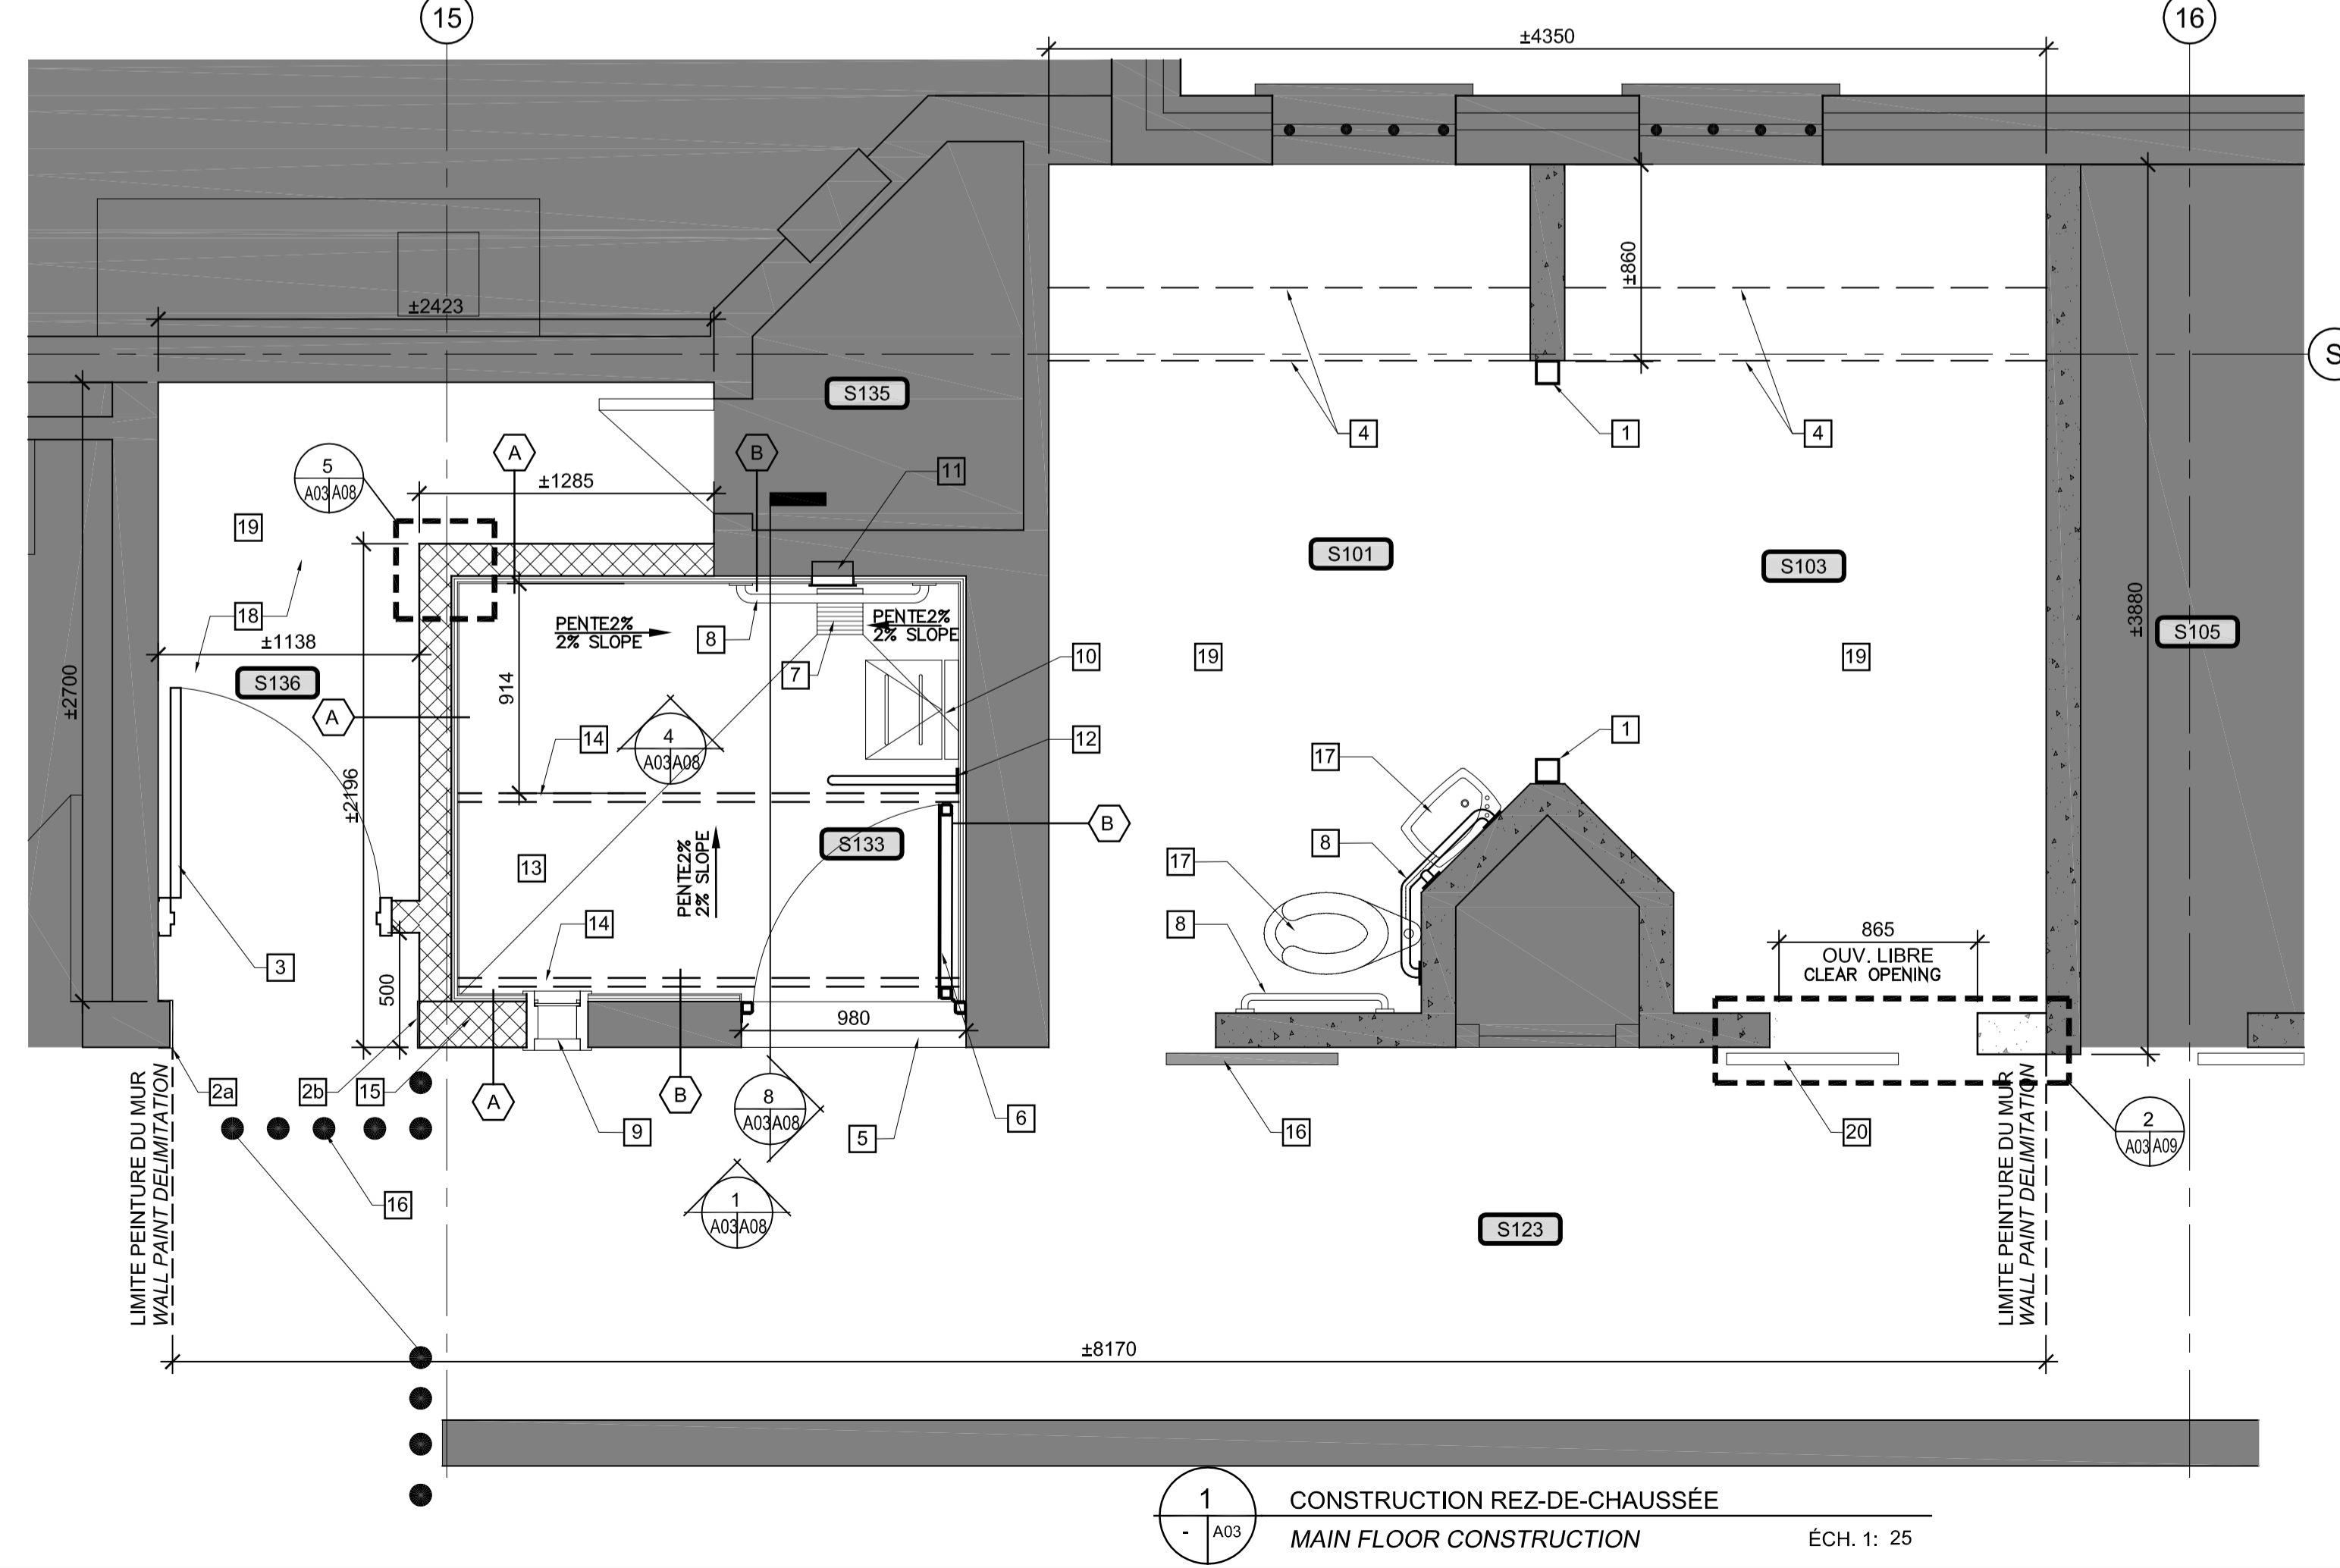 15
16
±4350
±860
±2423
S
S135
4
1
4
A
B
11
5
A03 A08
±1285
19
S101
S103
±3880
S105
18
±1138
PENTE2%
2% SLOPE
8
PENTE2%
2% SLOPE
7
10
19
19
±2700
S136
914
A
14
4
A03 A08
12
1
17
±2196
13
PENTE2%
2% SLOPE
S133
B
8
17
14
8
865
OUV. LIBRE
CLEAR OPENING
3
500
980
2a
2b
15
A
B
9
8
A03 A08
5
6
16
20
2
A03 A09
LIMITE PEINTURE DU MUR
WALL PAINT DELIMITATION
16
1
A03 A08
S123
LIMITE PEINTURE DU MUR
WALL PAINT DELIMITATION
±8170
1
- A03
CONSTRUCTION REZ-DE-CHAUSSÉE
MAIN FLOOR CONSTRUCTION
ÉCH. 1: 25